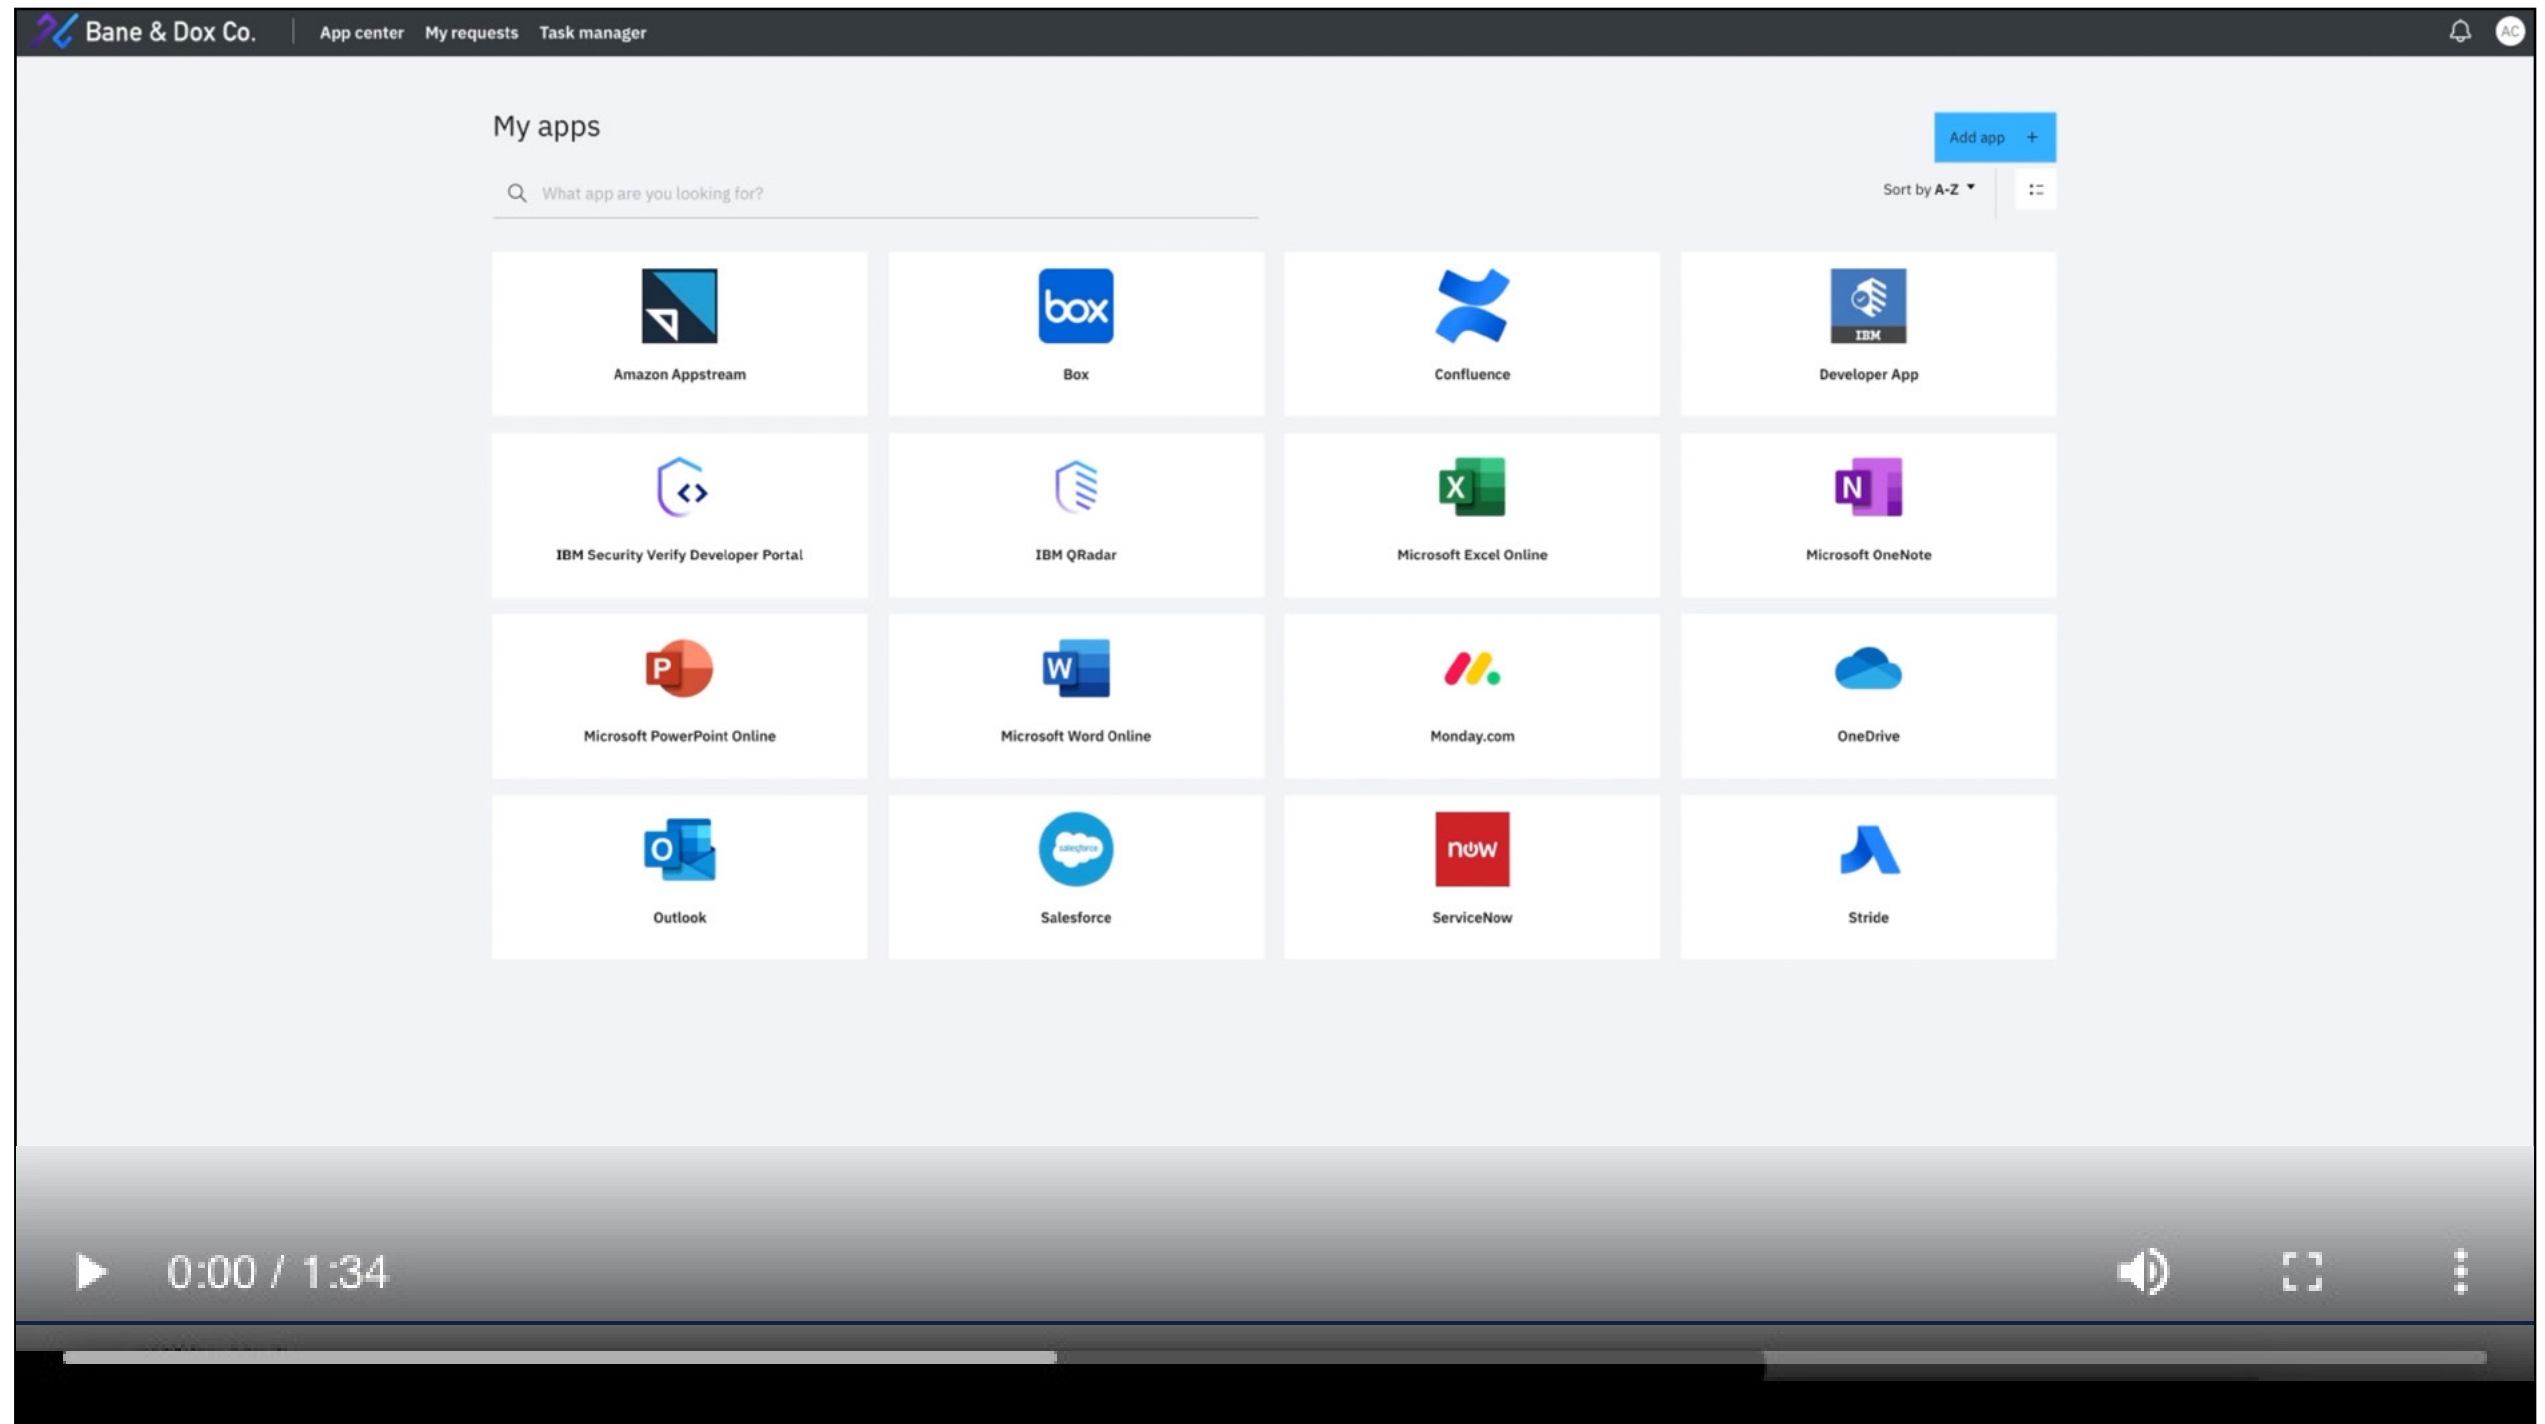 Bane & Dox Co. App center My requests Task manager AC
My apps
Add app +
What app are you looking for?
Sort by A-Z
box
IBM
Amazon Appstream Box Confluence Developer App
X N
IBM Security Verify Developer Portal IBM QRadar Microsoft Excel Online Microsoft OneNote
P W
Microsoft PowerPoint Online Microsoft Word Online Monday.com OneDrive
O salesforce now
Outlook Salesforce ServiceNow Stride
0:00 / 1:34